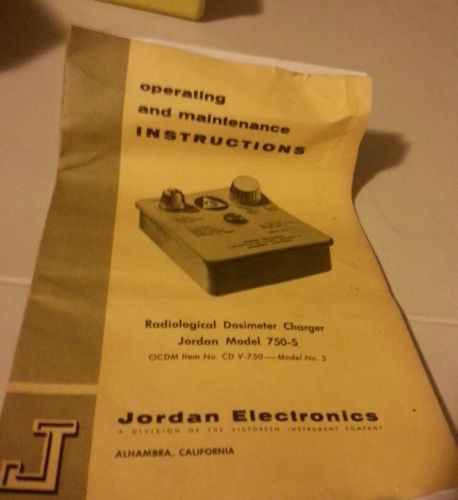 operating
and maintenance
INSTRUCTIONS
Radiological Dosimeter Charger
Jordan Model 750-5
OCDM Item No. CD V-750 — Model No. 5
J
Jordan Electronics
A DIVISION OF THE VICTOREEN INSTRUMENT COMPANY
ALHAMBRA, CALIFORNIA